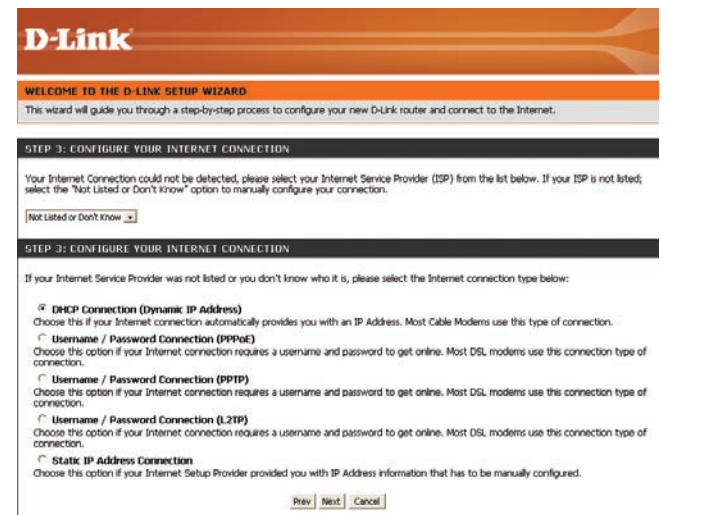 D-Link
WELCOME TO THE D-LINK SETUP WIZARD
This wizard will guide you through a step-by-step process to configure your new D-Link router and connect to the Internet.
STEP 3: CONFIGURE YOUR INTERNET CONNECTION
Your Internet Connection could not be detected, please select your Internet Service Provider (ISP) from the list below. If your ISP is not listed;
select the "Not Listed or Don't Know" option to manually configure your connection.
Not Listed or Don't Know
STEP 3: CONFIGURE YOUR INTERNET CONNECTION
If your Internet Service Provider was not listed or you don't know who it is, please select the Internet connection type below:
DHCP Connection (Dynamic IP Address)
Choose this if your Internet connection automatically provides you with an IP Address. Most Cable Modems use this type of connection.
Username / Password Connection (PPPoE)
Choose this option if your Internet connection requires a username and password to get online. Most DSL modems use this connection type of
connection.
Username / Password Connection (PPTP)
Choose this option if your Internet connection requires a username and password to get online. Most DSL modems use this connection type of
connection.
Username / Password Connection (L2TP)
Choose this option if your Internet connection requires a username and password to get online. Most DSL modems use this connection type of
connection.
Static IP Address Connection
Choose this option if your Internet Setup Provider provided you with IP Address information that has to be manually configured.
Prev Next Cancel